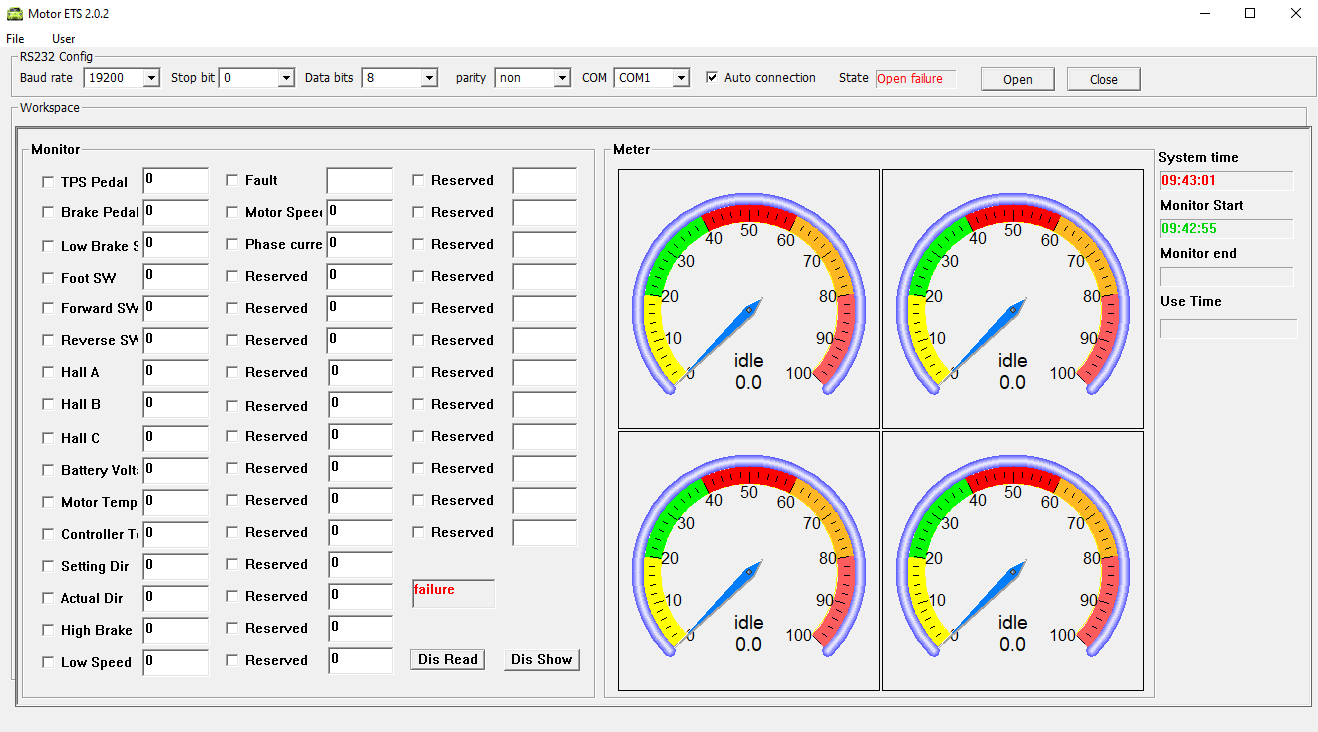 Motor ETS 2.0.2
File User
RS232 Config
Baud rate 19200 Stop bit 0 Data bits 8 parity non COM COM1 Auto connection State Open failure Open Close
Workspace
Monitor
TPS Pedal 0 Fault Reserved
Brake Pedal 0 Motor Speed 0 Reserved
Low Brake S 0 Phase curre 0 Reserved
Foot SW 0 Reserved 0 Reserved
Forward SW 0 Reserved 0 Reserved
Reverse SW 0 Reserved 0 Reserved
Hall A 0 Reserved 0 Reserved
Hall B 0 Reserved 0 Reserved
Hall C 0 Reserved 0 Reserved
Battery Volt 0 Reserved 0 Reserved
Motor Temp 0 Reserved 0 Reserved
Controller T 0 Reserved 0 Reserved
Setting Dir 0 Reserved 0
Actual Dir 0 Reserved 0 failure
High Brake 0 Reserved 0
Low Speed 0 Reserved 0 Dis Read Dis Show
Meter
0 10 20 30 40 50 60 70 80 90 100
idle
0.0
0 10 20 30 40 50 60 70 80 90 100
idle
0.0
0 10 20 30 40 50 60 70 80 90 100
idle
0.0
0 10 20 30 40 50 60 70 80 90 100
idle
0.0
System time
09:43:01
Monitor Start
09:42:55
Monitor end
Use Time